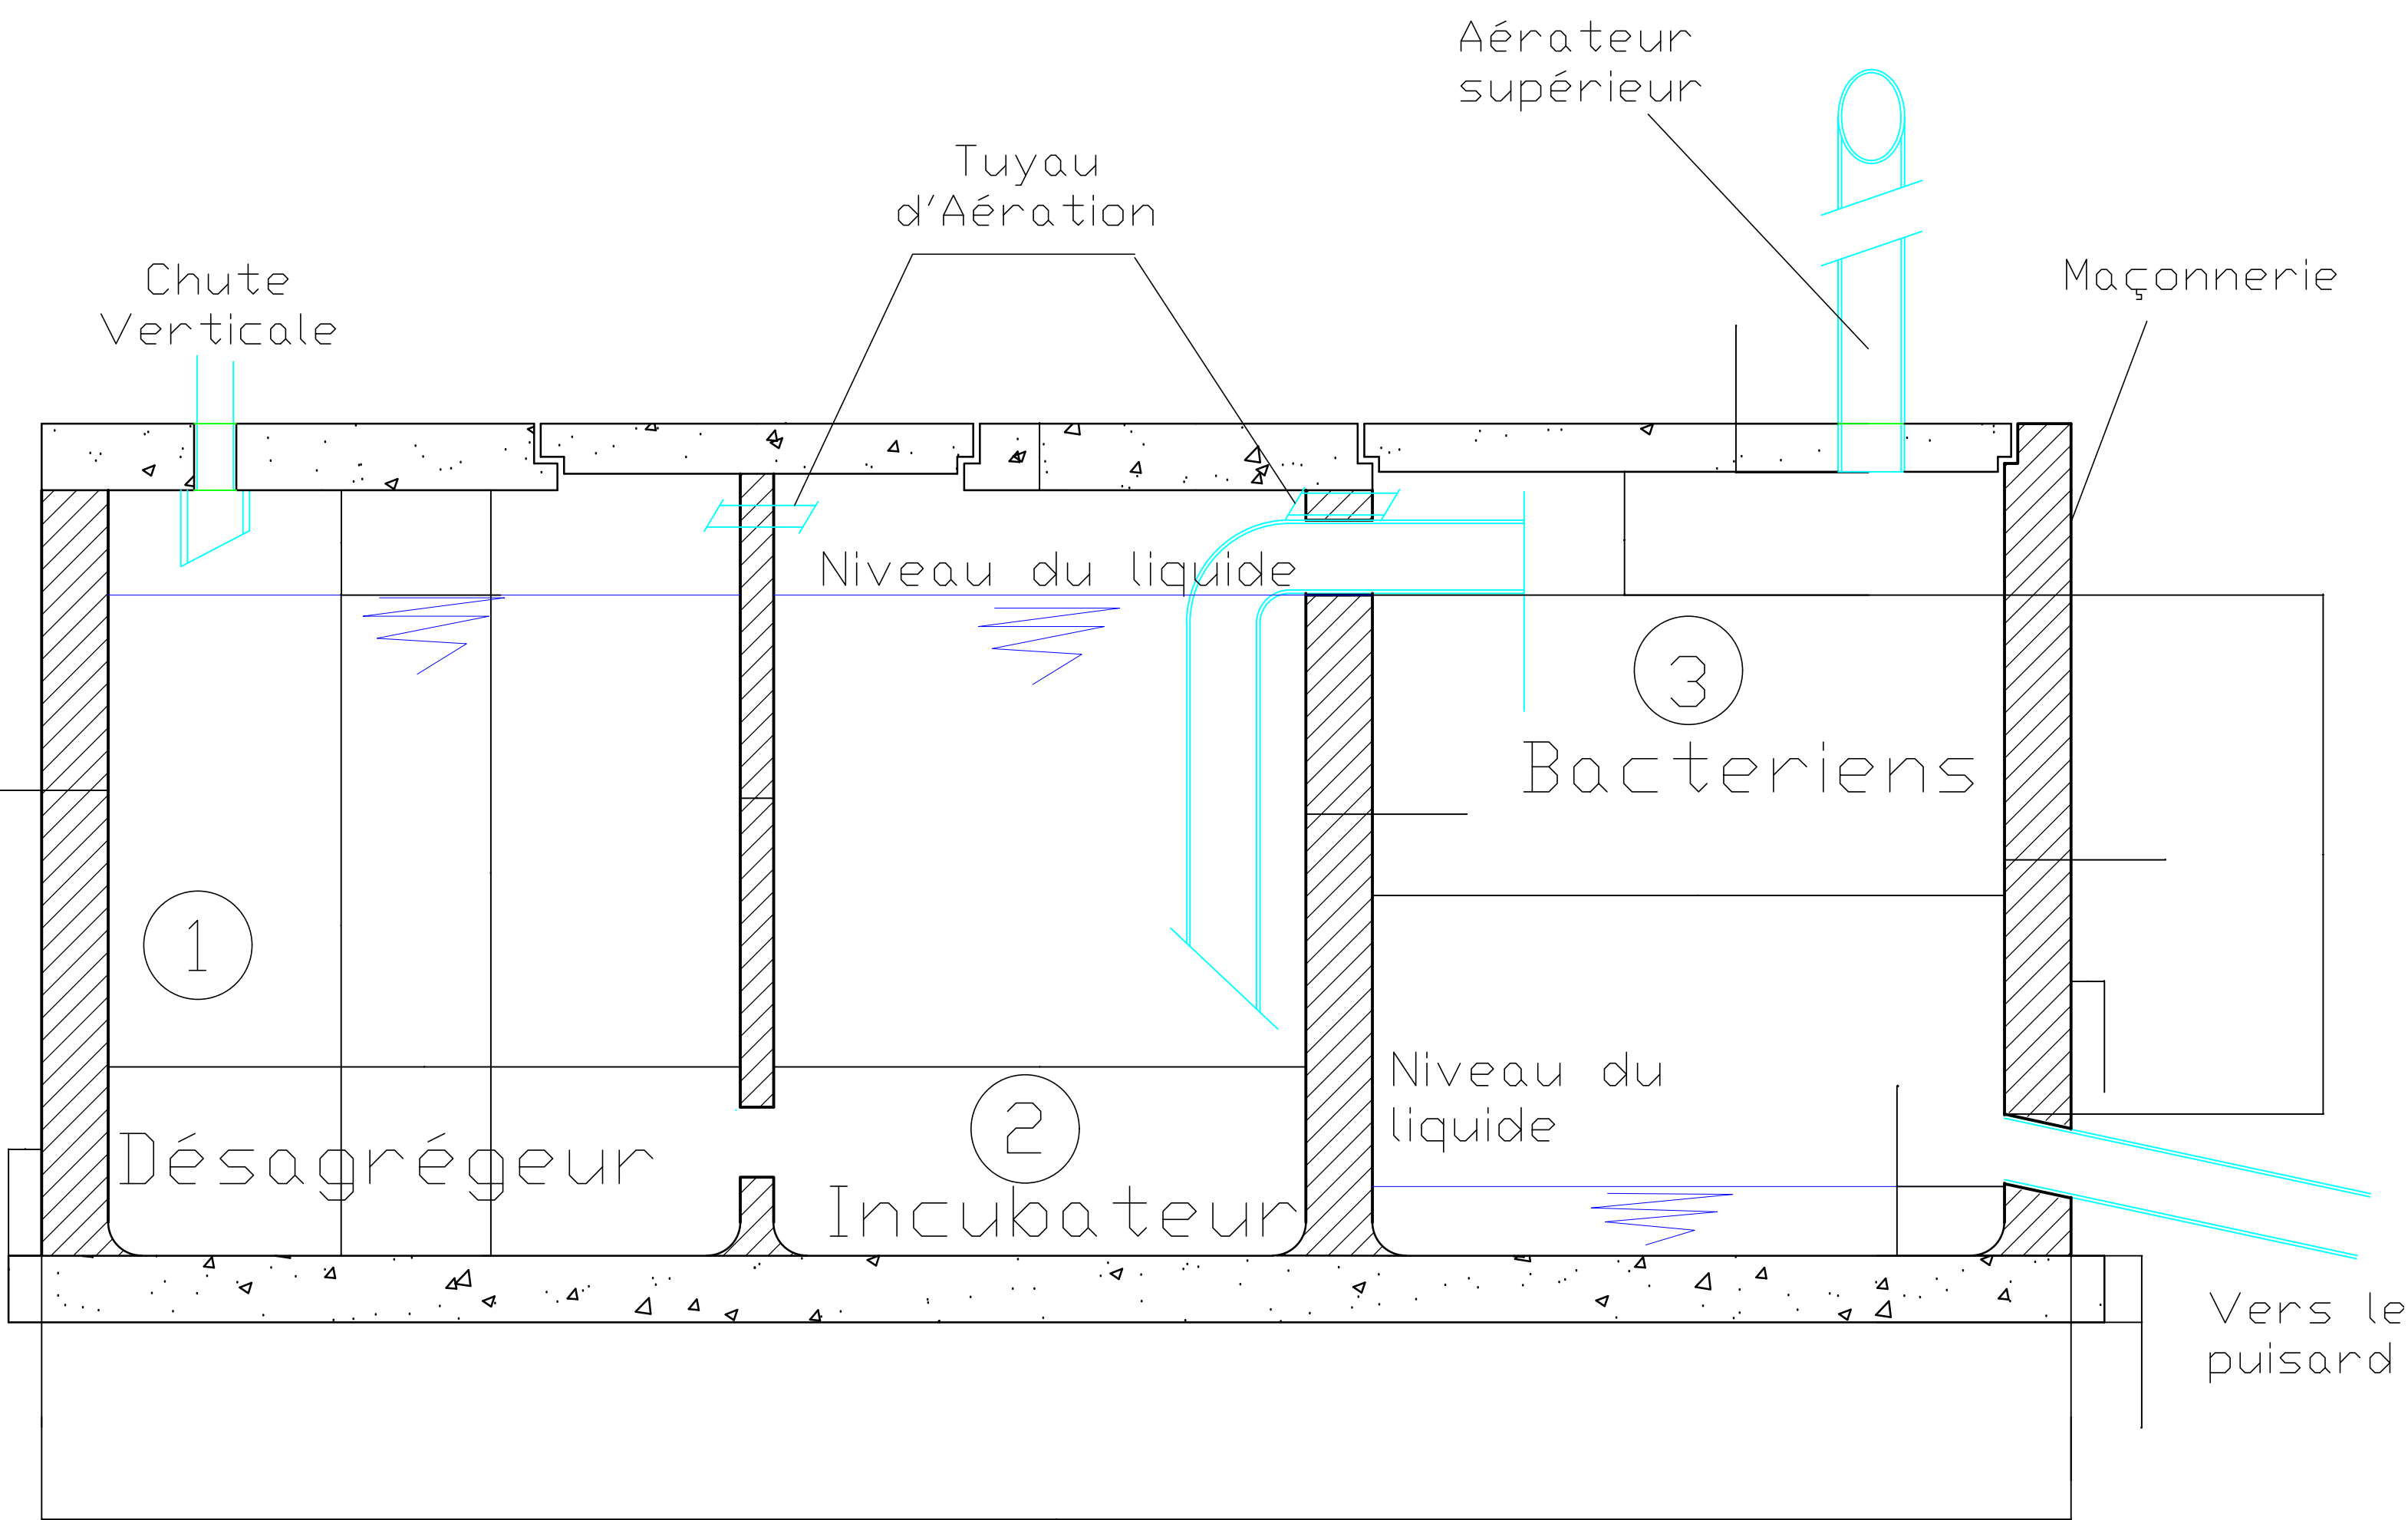 Aérateur
supérieur
Tuyau
d'Aération
Chute
Verticale
Maçonnerie
Niveau du liquide
3
Bacteriens
1
Désagrégeur
2
Incubateur
Niveau du
liquide
Vers le
puisard